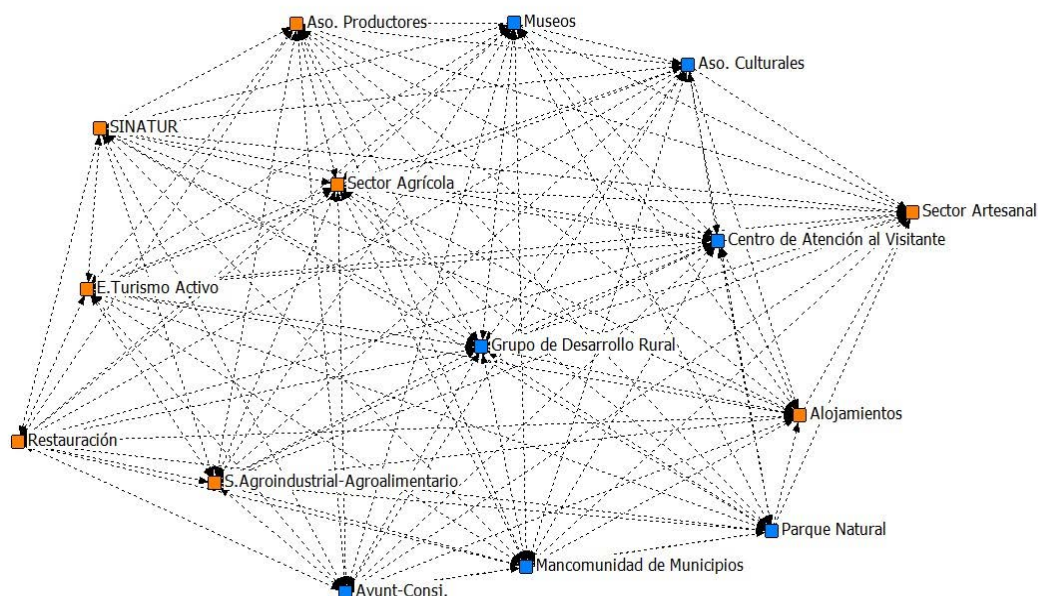 Aso. Productores
Museos
Aso. Culturales
SINATUR
Sector Agrícola
Sector Artesanal
Centro de Atención al Visitante
E.Turismo Activo
Grupo de Desarrollo Rural
Alojamientos
Restauración
S.Agroindustrial-Agroalimentario
Parque Natural
Mancomunidad de Municipios
Ayunt-Consj.